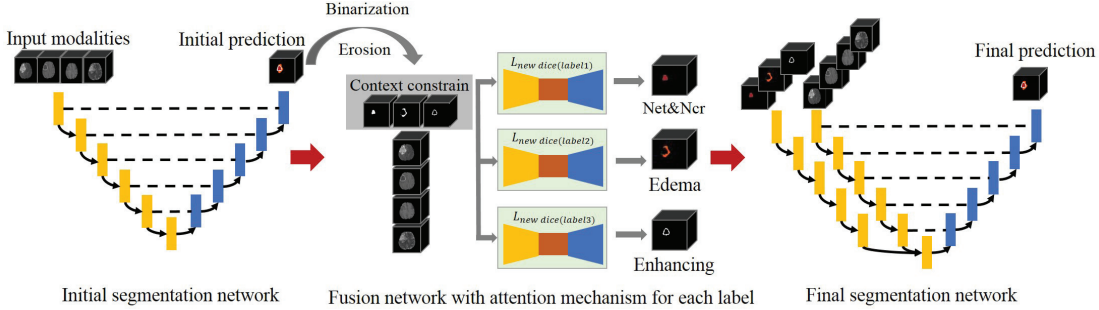 Input modalities
Initial prediction
Binarization
Erosion
Context constrain
L_{new dice(label1)}
Net&Ncr
L_{new dice(label2)}
Edema
L_{new dice(label3)}
Enhancing
Final prediction
Initial segmentation network
Fusion network with attention mechanism for each label
Final segmentation network